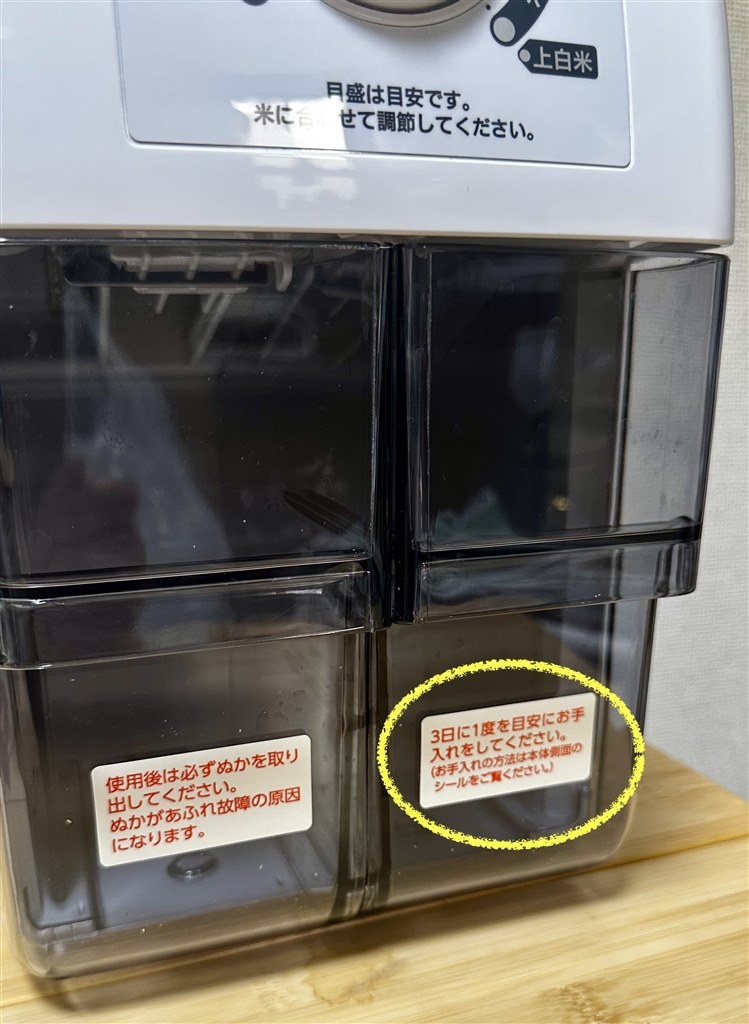 上白米
目盛は目安です。
米に合わせて調節してください。
使用後は必ずぬかを取り
出してください。
ぬかがあふれ故障の原因
になります。
3日に1度を目安にお手
入れをしてください。
(お手入れの方法は本体側面の
シールをご覧ください。)